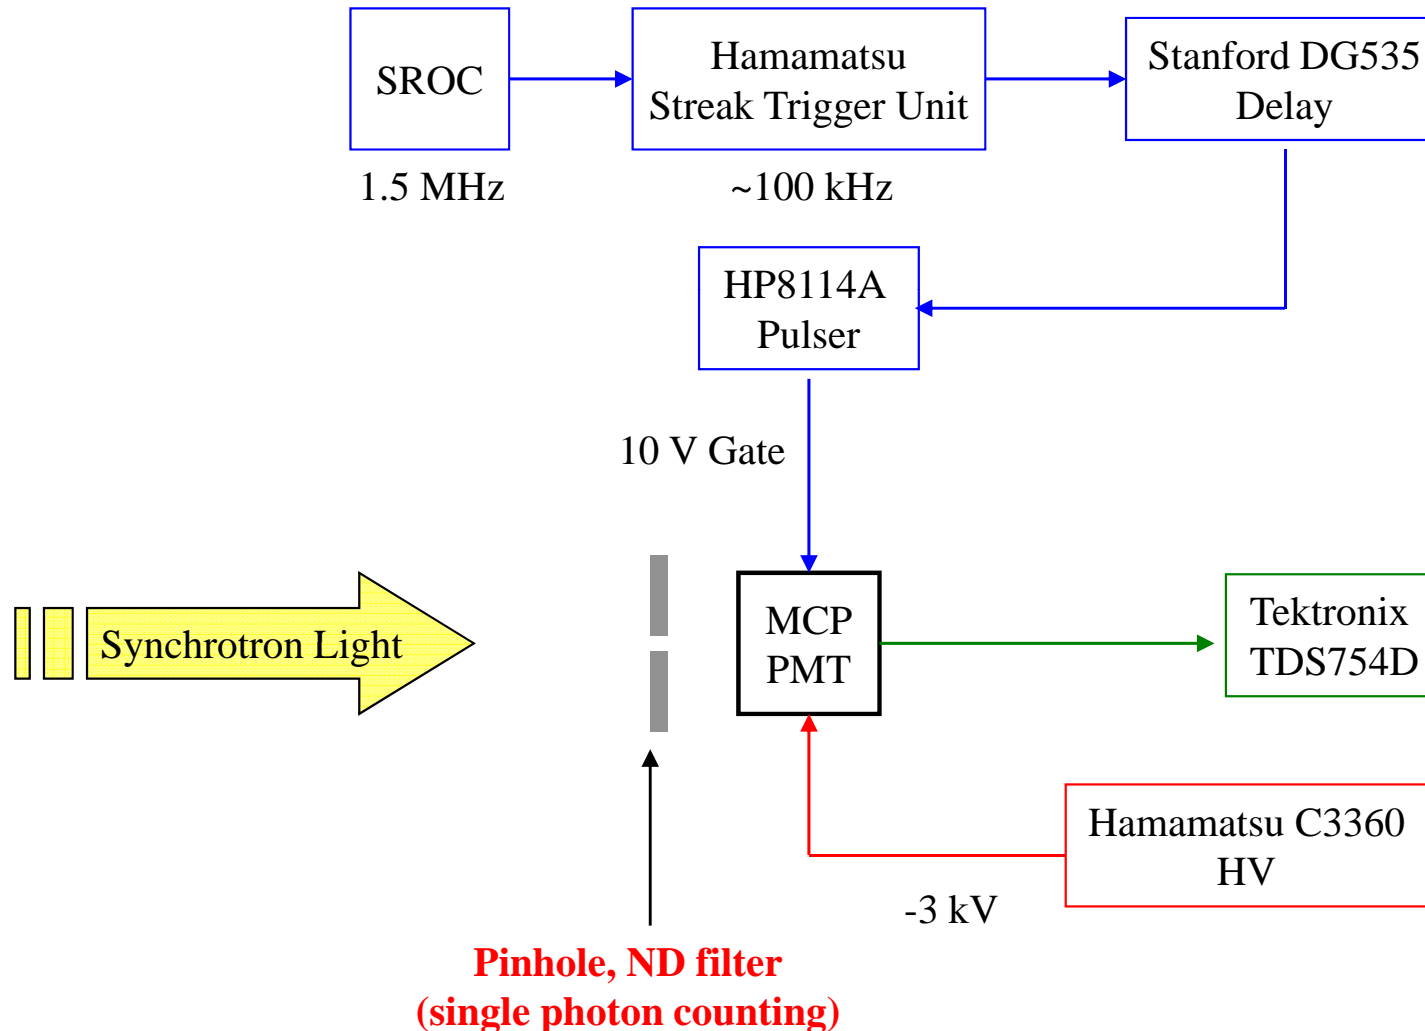 SROC
Hamamatsu
Streak Trigger Unit
Stanford DG535
Delay
1.5 MHz
~100 kHz
HP8114A
Pulser
10 V Gate
Synchrotron Light
MCP
PMT
Tektronix
TDS754D
Hamamatsu C3360
HV
-3 kV
Pinhole, ND filter
(single photon counting)